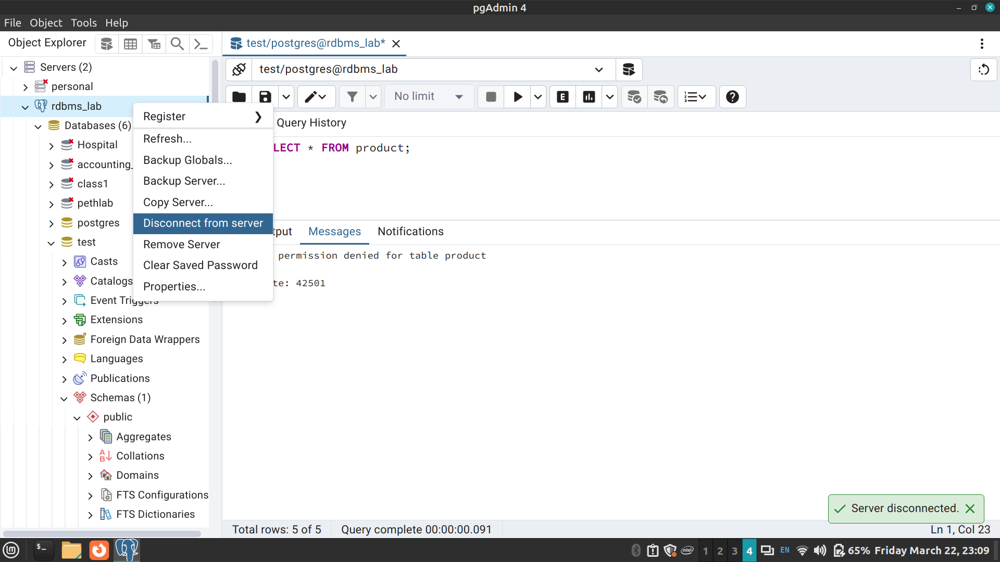 pgAdmin 4
File Object Tools Help
Object Explorer
test/postgres@rdbms_lab*
Servers (2)
personal
rdbms_lab
Databases (6)
Hospital
accounting_
class1
pethlab
postgres
test
Casts
Catalogs
Event Triggers
Extensions
Foreign Data Wrappers
Languages
Publications
Schemas (1)
public
Aggregates
Collations
Domains
FTS Configurations
FTS Dictionaries
Register
Refresh...
Backup Globals...
Backup Server...
Copy Server...
Disconnect from server
Remove Server
Clear Saved Password
Properties...
test/postgres@rdbms_lab
No limit
E
Query History
LECT * FROM product;
tput Messages Notifications
permission denied for table product
te: 42501
Server disconnected.
Total rows: 5 of 5 Query complete 00:00:00.091 Ln 1, Col 23
intel 1 2 3 4 EN 65% Friday March 22, 23:09